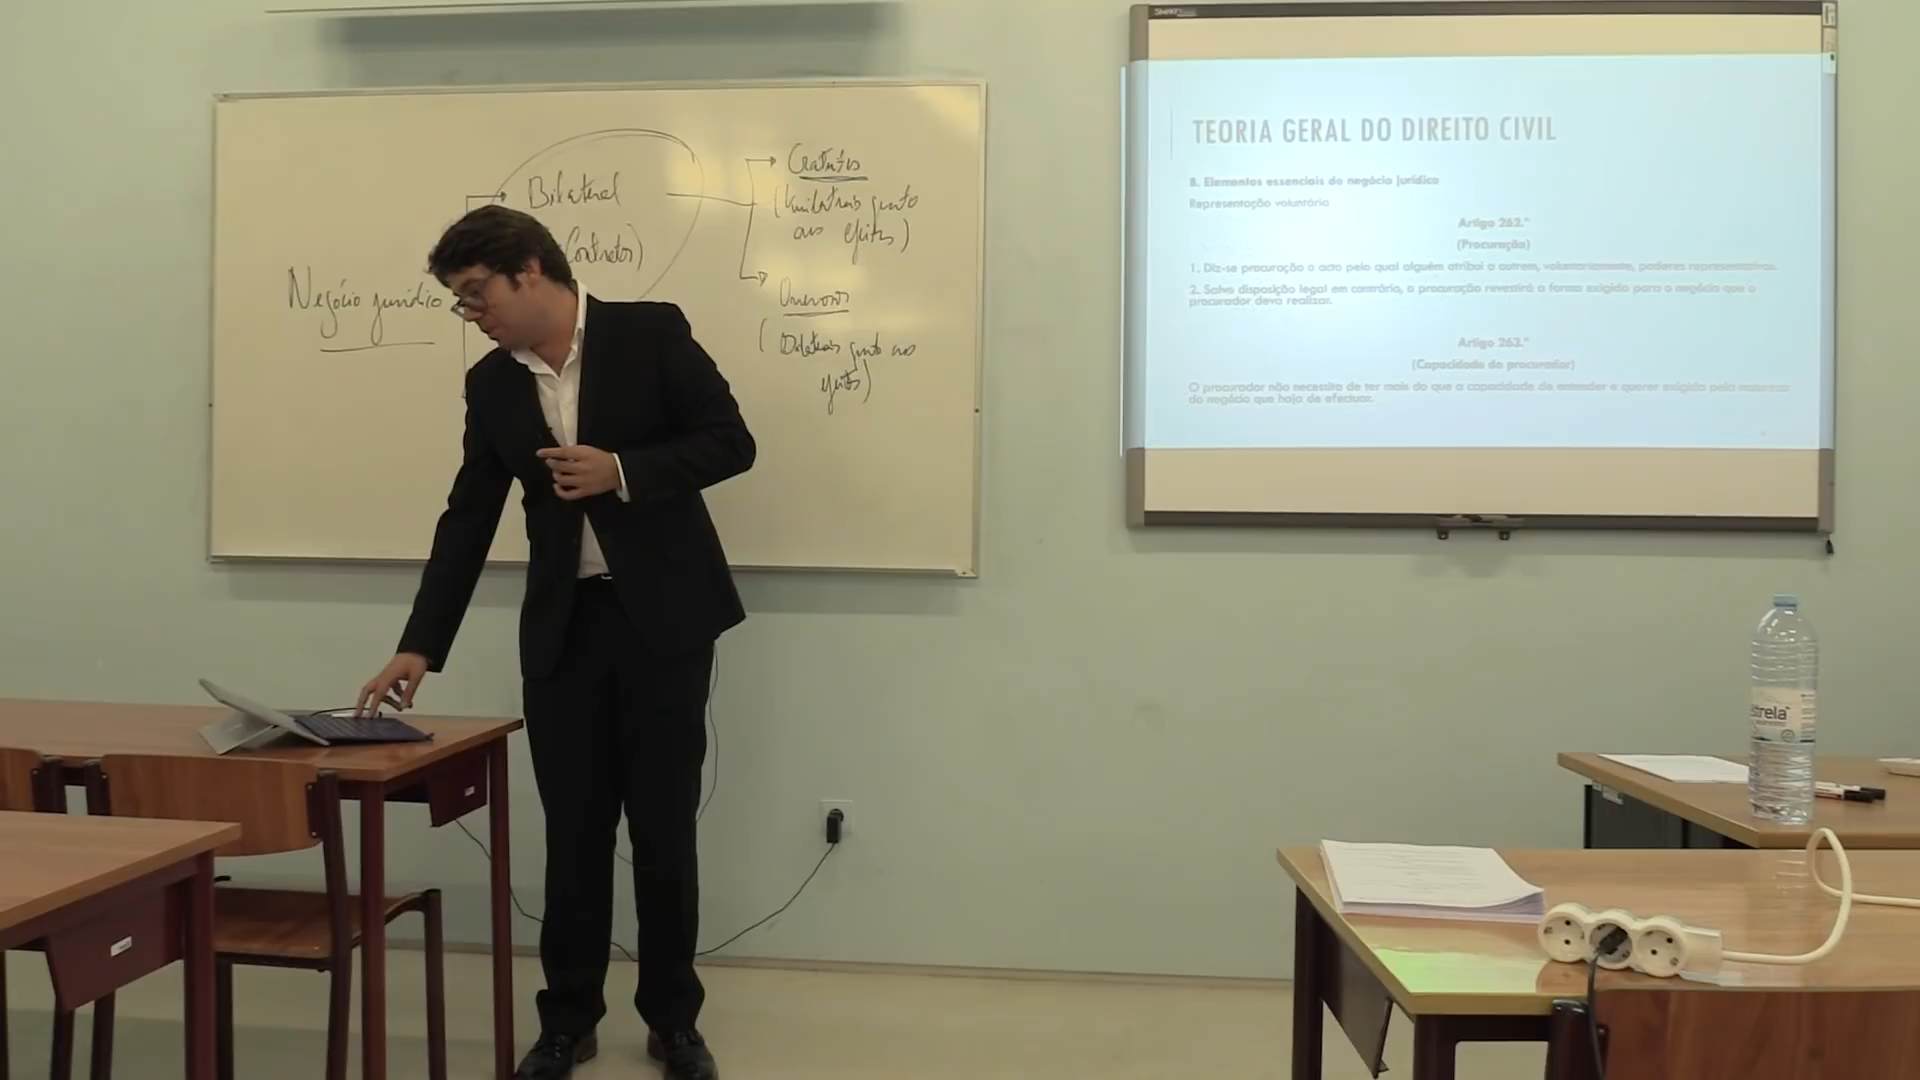 Negócio jurídico
Bilateral
Contratos)
Gratuitos
(Unilaterais quanto
aos efeitos)
Onerosos
(Bilaterais quanto aos
efeitos)
SMART
TEORIA GERAL DO DIREITO CIVIL
B. Elementos essenciais do negócio jurídico
Representação voluntária
Artigo 262.º
(Procuração)
1. Diz-se procuração o acto pelo qual alguém atribui a outrem, voluntariamente, poderes representativos.
2. Salvo disposição legal em contrário, a procuração revestirá a forma exigida para o negócio que o
procurador deva realizar.
Artigo 263.º
(Capacidade do procurador)
O procurador não necessita de ter mais do que a capacidade de entender e querer exigida pela natureza
do negócio que haja de efectuar.
strela